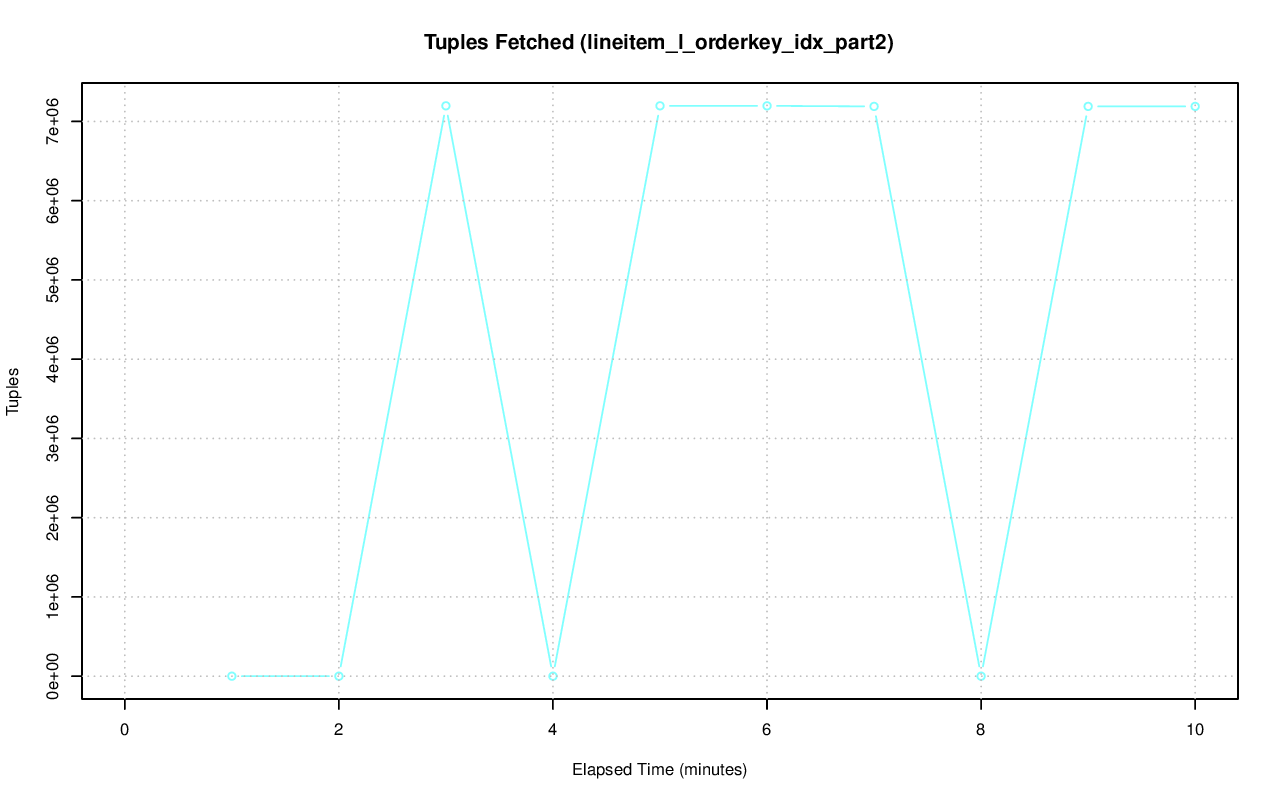 Tuples Fetched (lineitem_l_orderkey_idx_part2)
Tuples
7e+06
6e+06
5e+06
4e+06
3e+06
2e+06
1e+06
0e+00
0 2 4 6 8 10
Elapsed Time (minutes)